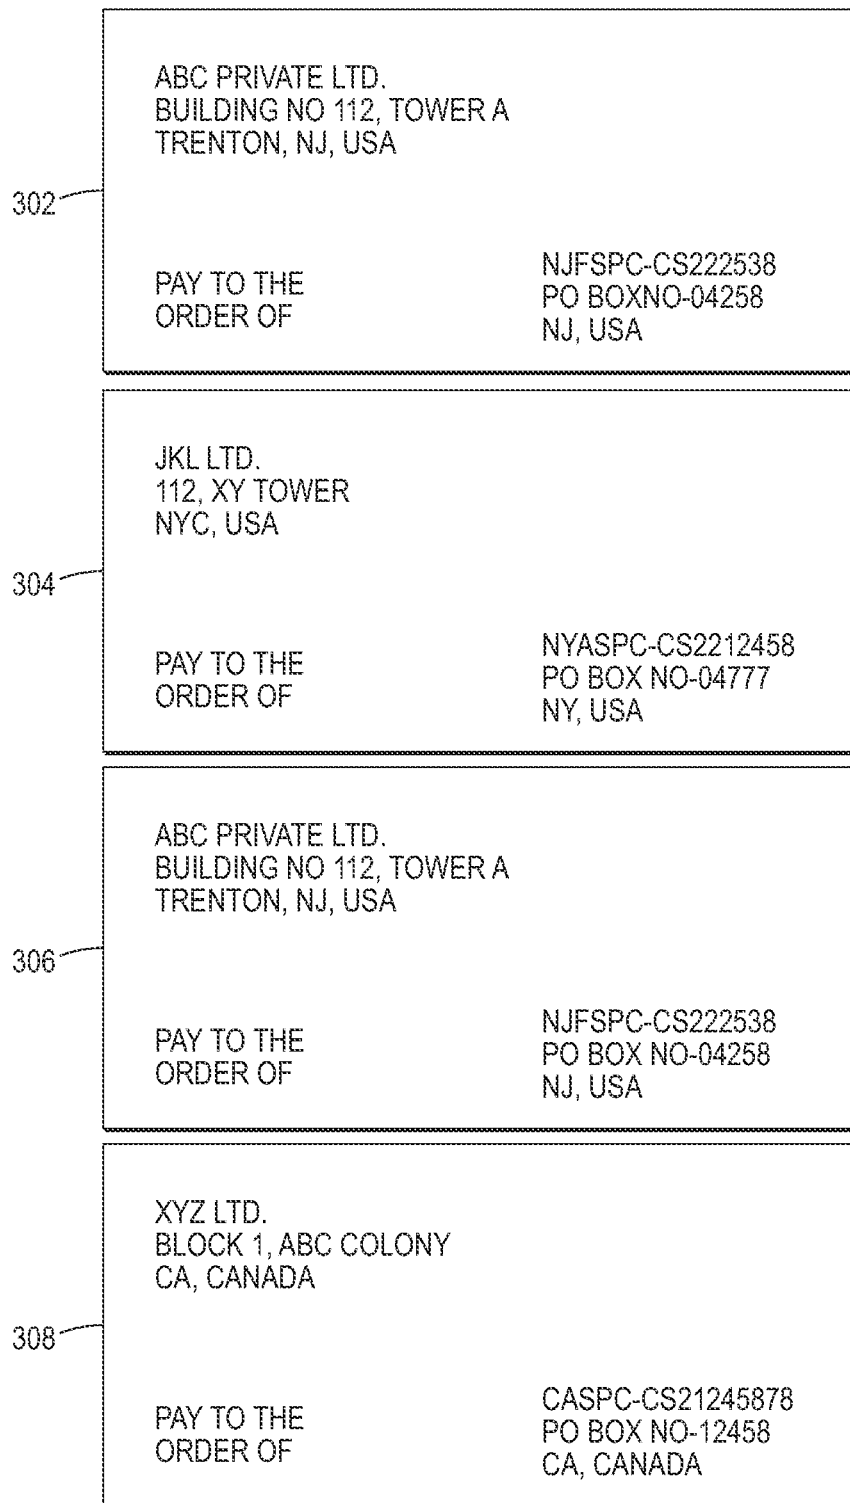 ABC PRIVATE LTD.
BUILDING NO 112, TOWER A
TRENTON, NJ, USA
302
PAY TO THE
ORDER OF
NJFSPC-CS222538
PO BOXNO-04258
NJ, USA
JKL LTD.
112, XY TOWER
NYC, USA
304
PAY TO THE
ORDER OF
NYASPC-CS2212458
PO BOX NO-04777
NY, USA
ABC PRIVATE LTD.
BUILDING NO 112, TOWER A
TRENTON, NJ, USA
306
PAY TO THE
ORDER OF
NJFSPC-CS222538
PO BOX NO-04258
NJ, USA
XYZ LTD.
BLOCK 1, ABC COLONY
CA, CANADA
308
PAY TO THE
ORDER OF
CASPC-CS21245878
PO BOX NO-12458
CA, CANADA